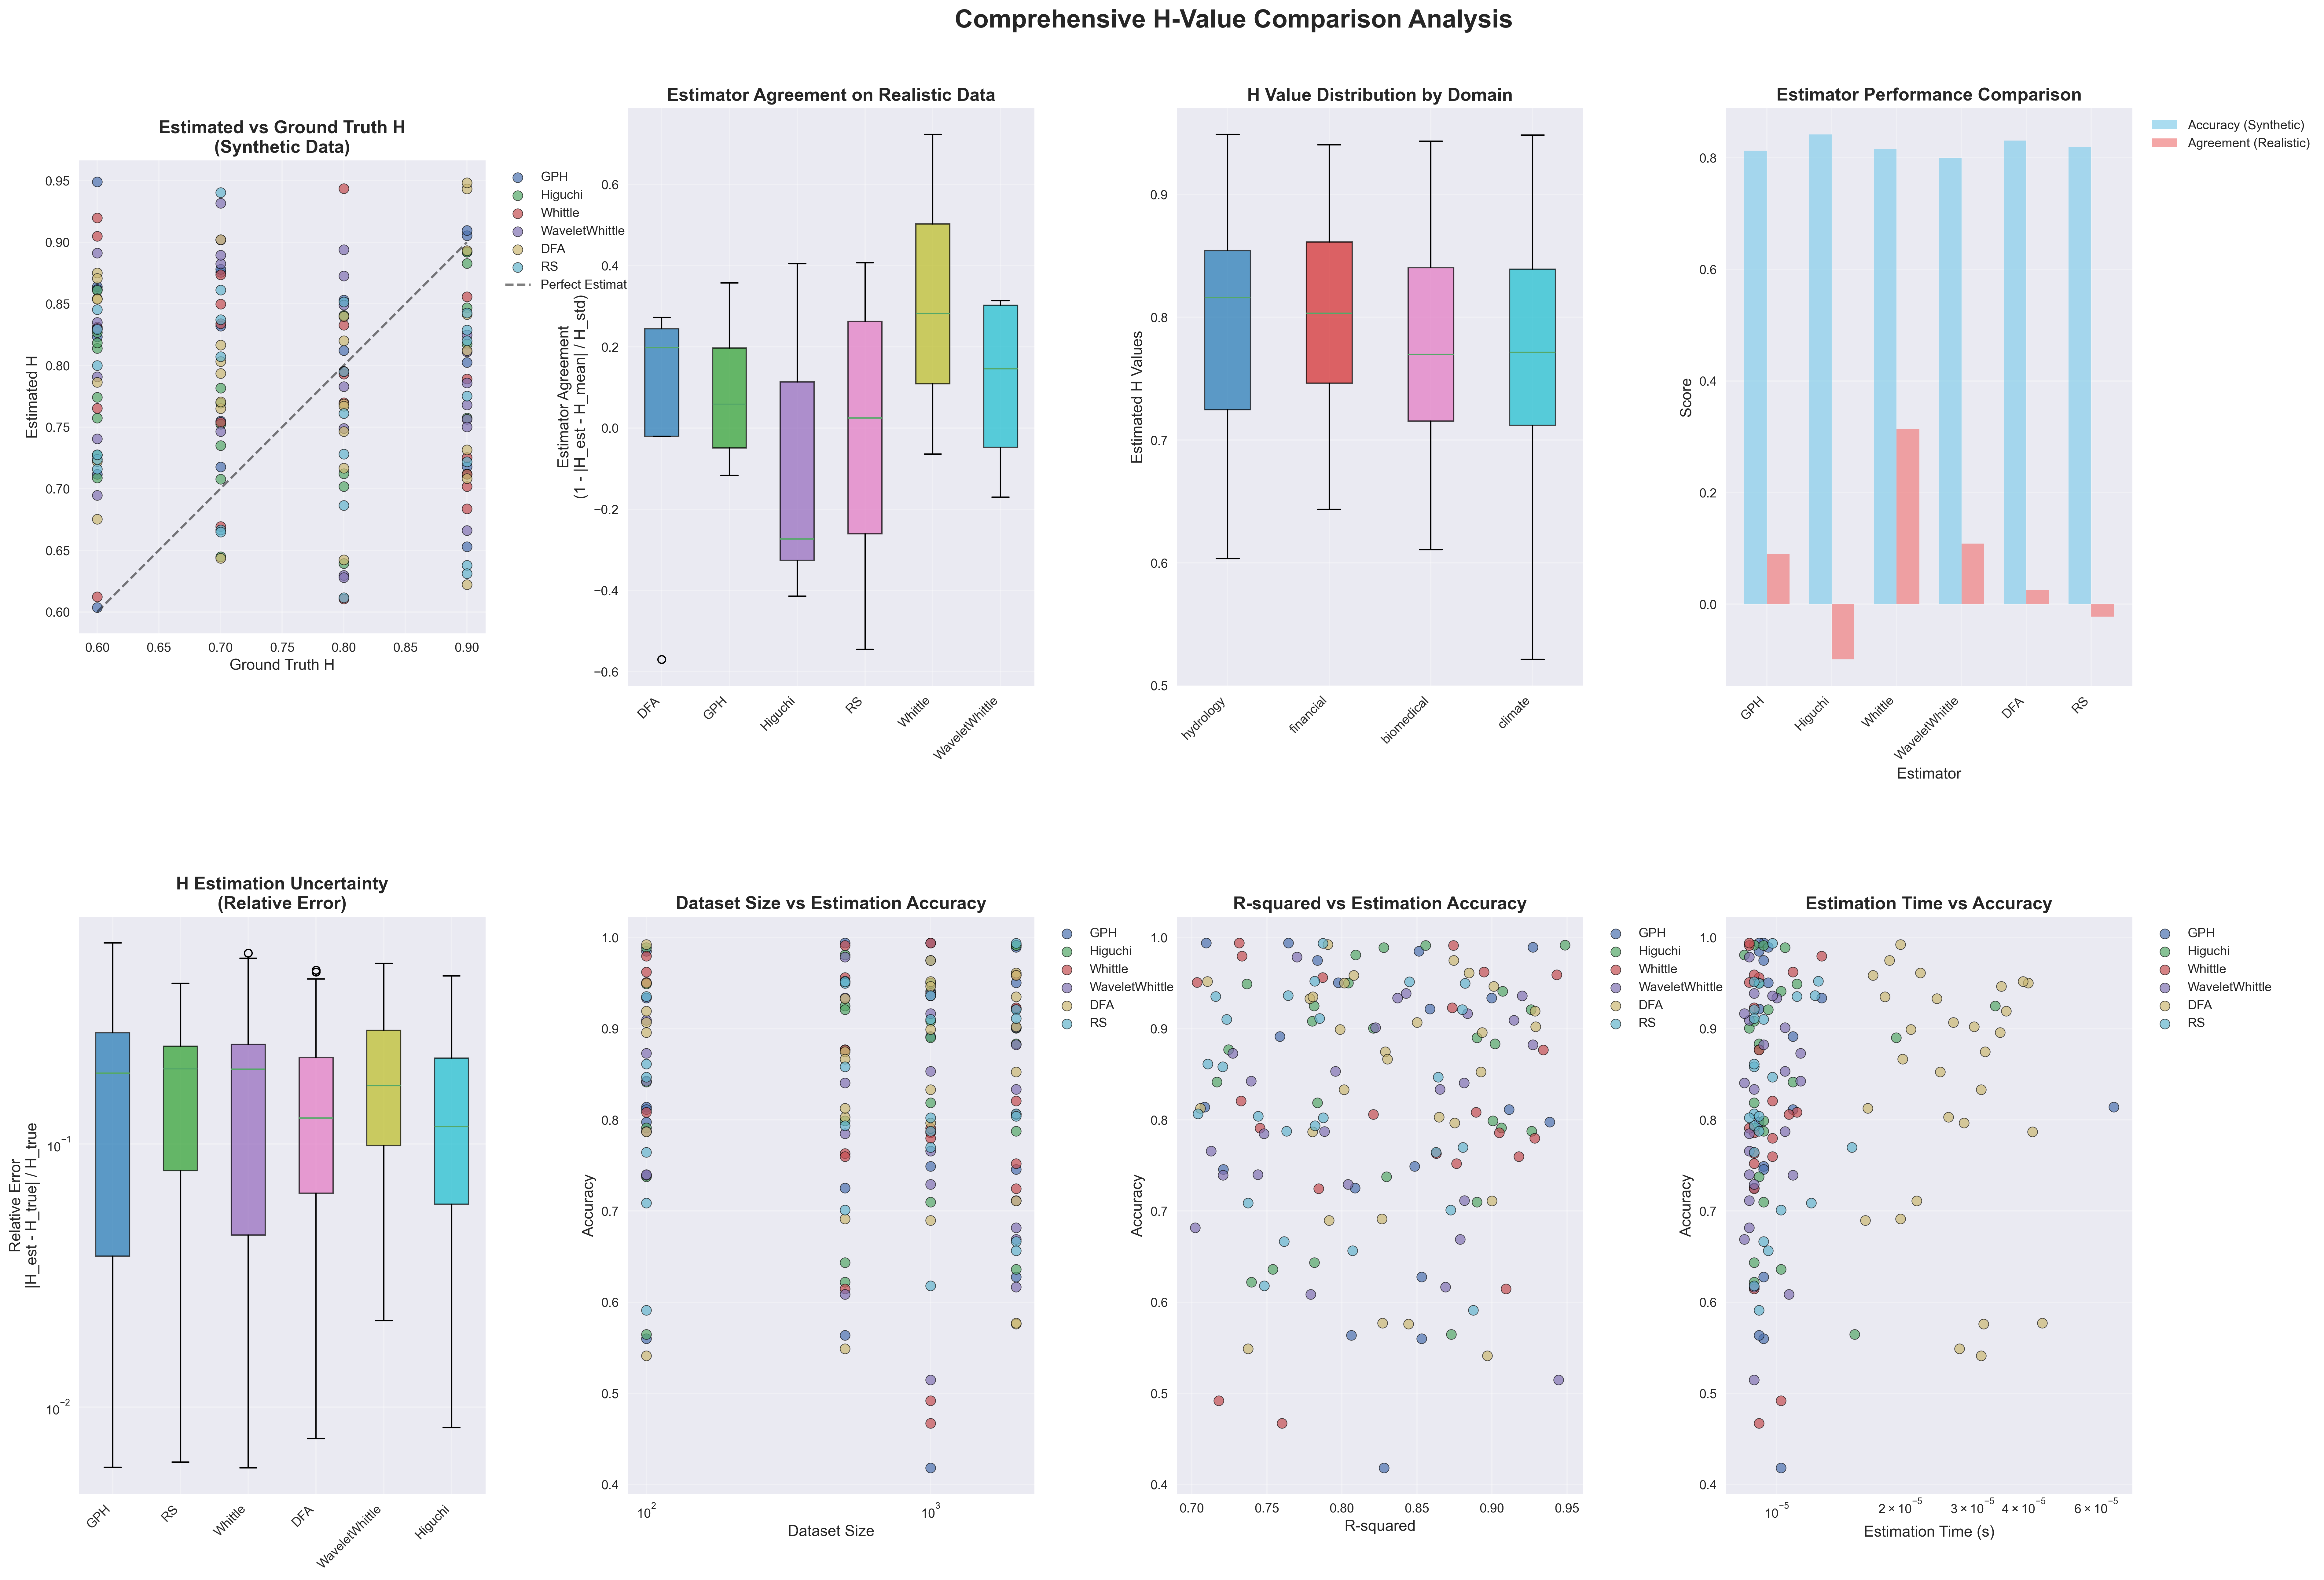 Comprehensive H-Value Comparison Analysis
Estimated vs Ground Truth H
(Synthetic Data)
Estimated H
0.95
0.90
0.85
0.80
0.75
0.70
0.65
0.60
0.60
0.65
0.70
0.75
0.80
0.85
0.90
Ground Truth H
GPH
Higuchi
Whittle
WaveletWhittle
DFA
RS
Perfect Estimat
Estimator Agreement on Realistic Data
Estimator Agreement
(1 - |H_est - H_mean| / H_std)
0.6
0.4
0.2
0.0
−0.2
−0.4
−0.6
DFA
GPH
Higuchi
RS
Whittle
WaveletWhittle
H Value Distribution by Domain
Estimated H Values
0.9
0.8
0.7
0.6
0.5
hydrology
financial
biomedical
climate
Estimator Performance Comparison
Score
0.8
0.6
0.4
0.2
0.0
GPH
Higuchi
Whittle
WaveletWhittle
DFA
RS
Estimator
Accuracy (Synthetic)
Agreement (Realistic)
H Estimation Uncertainty
(Relative Error)
Relative Error
|H_est - H_true| / H_true
10⁻¹
10⁻²
GPH
RS
Whittle
DFA
WaveletWhittle
Higuchi
Dataset Size vs Estimation Accuracy
Accuracy
1.0
0.9
0.8
0.7
0.6
0.5
0.4
10²
10³
Dataset Size
GPH
Higuchi
Whittle
WaveletWhittle
DFA
RS
R-squared vs Estimation Accuracy
Accuracy
1.0
0.9
0.8
0.7
0.6
0.5
0.4
0.70
0.75
0.80
0.85
0.90
0.95
R-squared
GPH
Higuchi
Whittle
WaveletWhittle
DFA
RS
Estimation Time vs Accuracy
Accuracy
1.0
0.9
0.8
0.7
0.6
0.5
0.4
10⁻⁵
2 × 10⁻⁵
3 × 10⁻⁵
4 × 10⁻⁵
6 × 10⁻⁵
Estimation Time (s)
GPH
Higuchi
Whittle
WaveletWhittle
DFA
RS